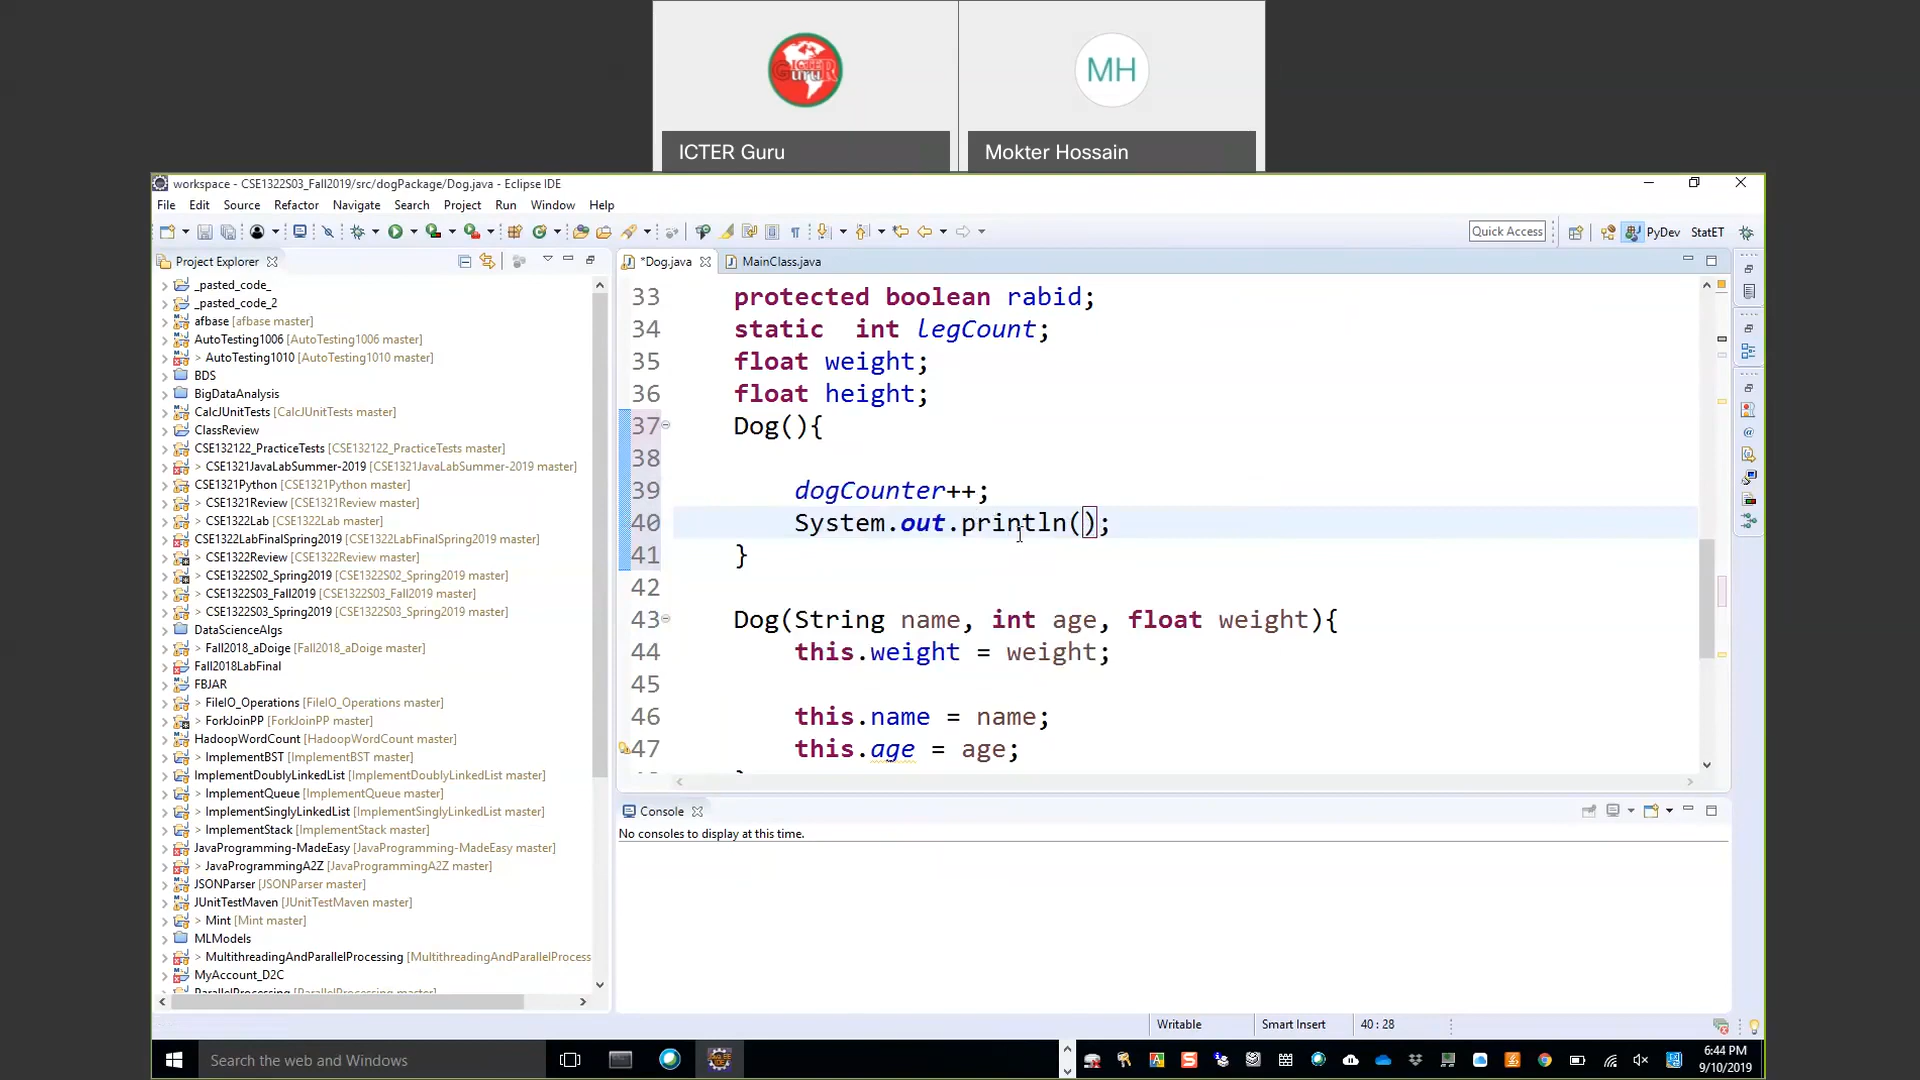 MH
ICTER Guru
Mokter Hossain
workspace - CSE1322S03_Fall2019/src/dogPackage/Dog.java - Eclipse IDE
File Edit Source Refactor Navigate Search Project Run Window Help
Quick Access
PyDev
StatET
Project Explorer
*Dog.java
MainClass.java
_pasted_code_
_pasted_code_2
afbase [afbase master]
AutoTesting1006 [AutoTesting1006 master]
> AutoTesting1010 [AutoTesting1010 master]
BDS
BigDataAnalysis
CalcJUnitTests [CalcJUnitTests master]
ClassReview
CSE132122_PracticeTests [CSE132122_PracticeTests master]
> CSE1321JavaLabSummer-2019 [CSE1321JavaLabSummer-2019 master]
CSE1321Python [CSE1321Python master]
> CSE1321Review [CSE1321Review master]
> CSE1322Lab [CSE1322Lab master]
CSE1322LabFinalSpring2019 [CSE1322LabFinalSpring2019 master]
> CSE1322Review [CSE1322Review master]
> CSE1322S02_Spring2019 [CSE1322S02_Spring2019 master]
> CSE1322S03_Fall2019 [CSE1322S03_Fall2019 master]
> CSE1322S03_Spring2019 [CSE1322S03_Spring2019 master]
DataScienceAlgs
> Fall2018_aDoige [Fall2018_aDoige master]
Fall2018LabFinal
FBJAR
> FileIO_Operations [FileIO_Operations master]
> ForkJoinPP [ForkJoinPP master]
HadoopWordCount [HadoopWordCount master]
> ImplementBST [ImplementBST master]
ImplementDoublyLinkedList [ImplementDoublyLinkedList master]
> ImplementQueue [ImplementQueue master]
> ImplementSinglyLinkedList [ImplementSinglyLinkedList master]
> ImplementStack [ImplementStack master]
JavaProgramming-MadeEasy [JavaProgramming-MadeEasy master]
> JavaProgrammingA2Z [JavaProgrammingA2Z master]
JSONParser [JSONParser master]
JUnitTestMaven [JUnitTestMaven master]
> Mint [Mint master]
MLModels
> MultithreadingAndParallelProcessing [MultithreadingAndParallelProcess
MyAccount_D2C
ParallelProcessing [ParallelProcessing master]
33 protected boolean rabid;
34 static int legCount;
35 float weight;
36 float height;
37 Dog(){
38
39 dogCounter++;
40 System.out.println();
41 }
42
43 Dog(String name, int age, float weight){
44 this.weight = weight;
45
46 this.name = name;
47 this.age = age;
Console
No consoles to display at this time.
Writable
Smart Insert
40 : 28
Search the web and Windows
6:44 PM
9/10/2019